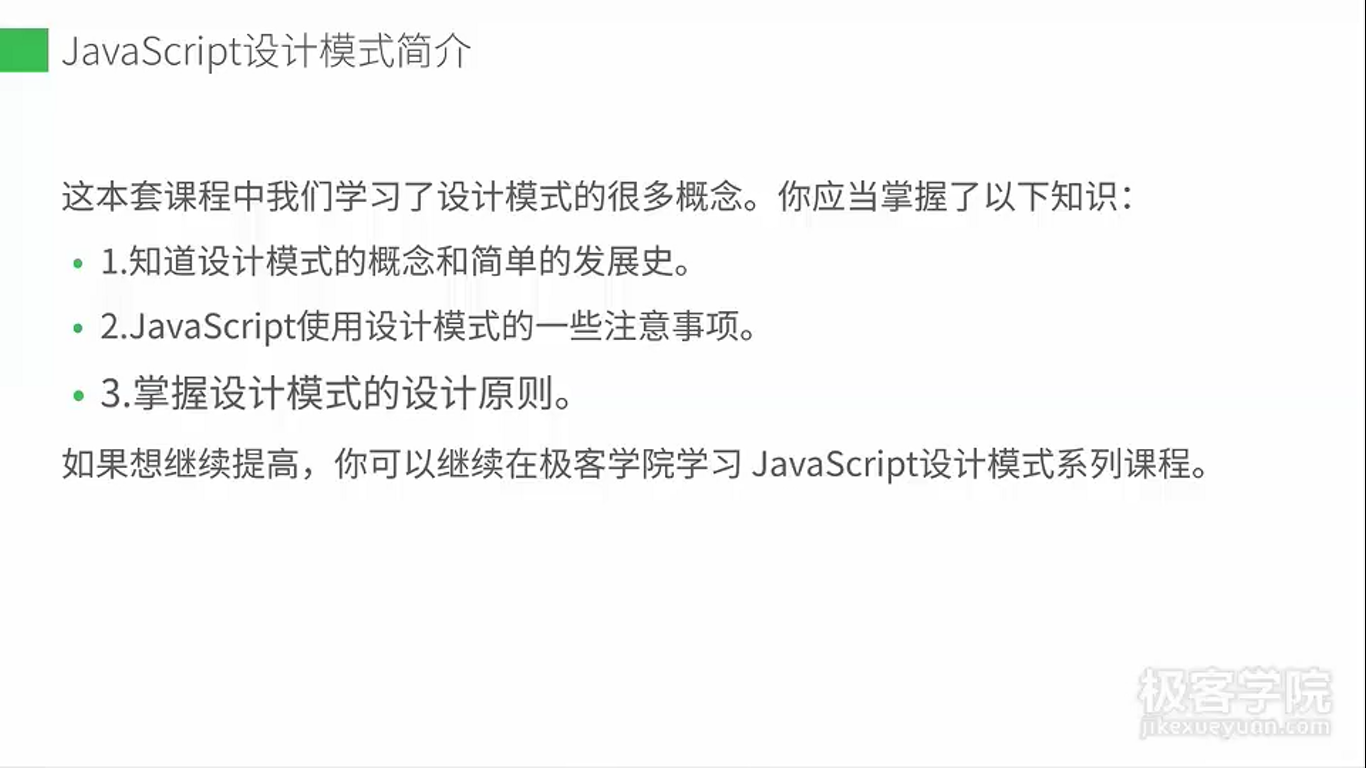 JavaScript设计模式简介
这本套课程中我们学习了设计模式的很多概念。你应当掌握了以下知识：
• 1.知道设计模式的概念和简单的发展史。
• 2.JavaScript使用设计模式的一些注意事项。
• 3.掌握设计模式的设计原则。
如果想继续提高，你可以继续在极客学院学习 JavaScript设计模式系列课程。
极客学院
jikexueyuan.com